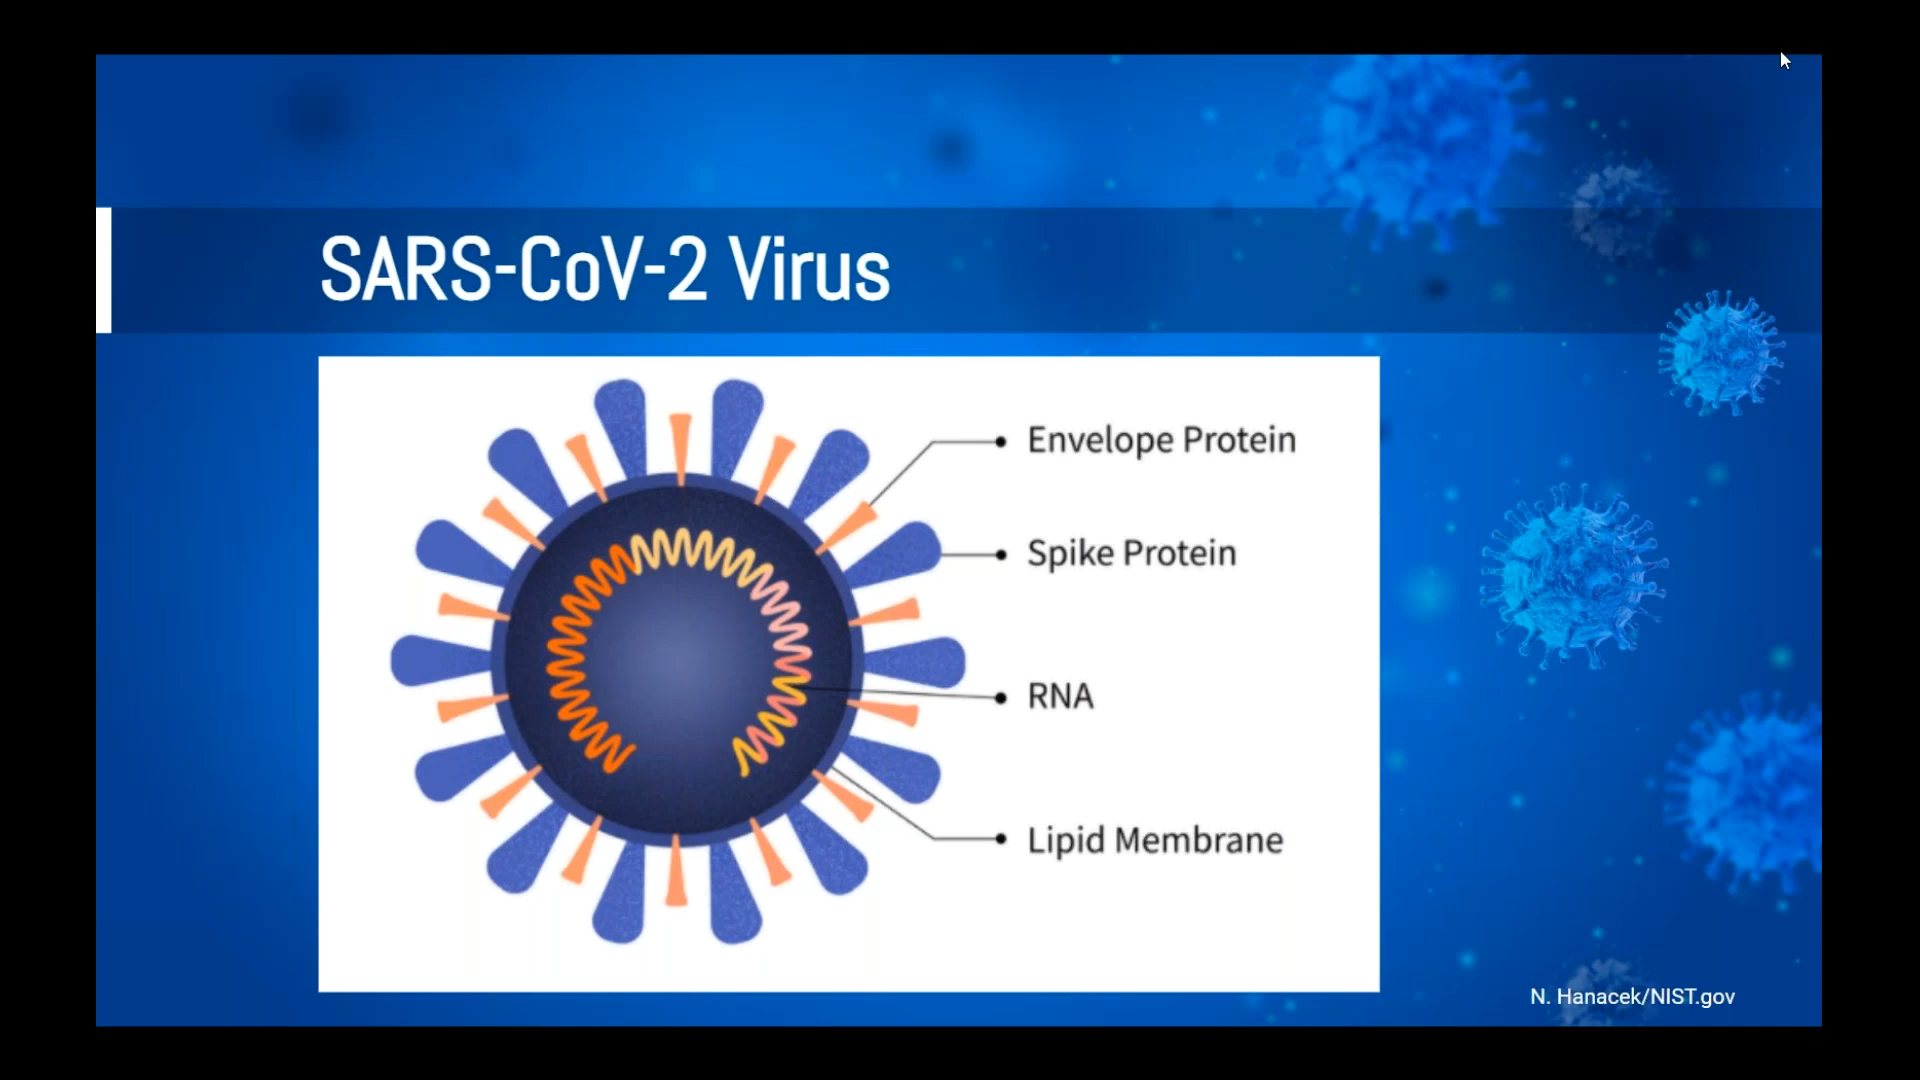 SARS-CoV-2 Virus
Envelope Protein
Spike Protein
RNA
Lipid Membrane
N. Hanacek/NIST.gov